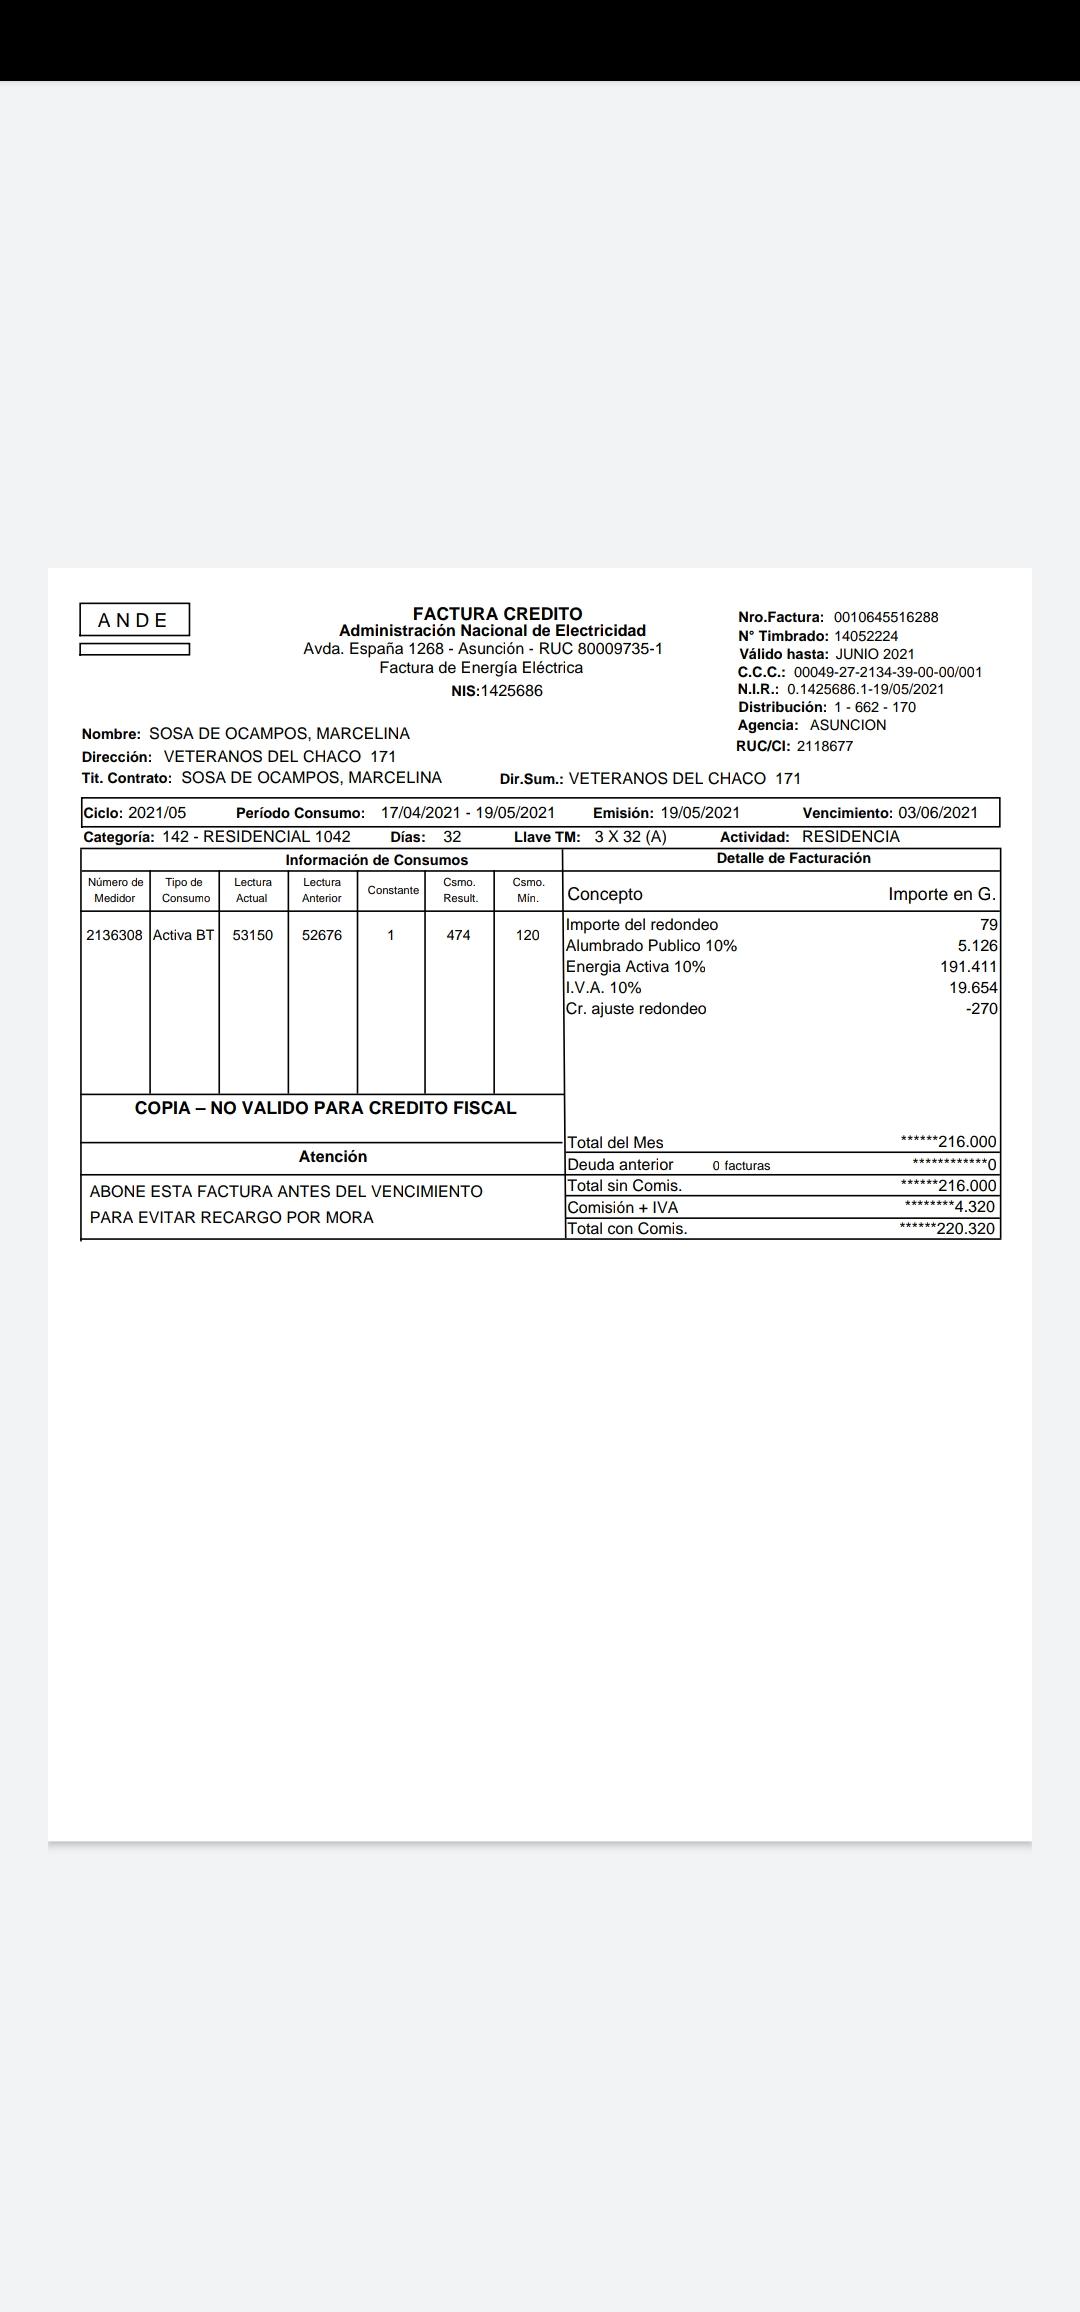 ANDE
FACTURA CREDITO
Administración Nacional de Electricidad
Avda. España 1268 - Asunción - RUC 80009735-1
Factura de Energía Eléctrica
NIS:1425686
Nro.Factura: 0010645516288
N° Timbrado: 14052224
Válido hasta: JUNIO 2021
C.C.C.: 00049-27-2134-39-00-00/001
N.I.R.: 0.1425686.1-19/05/2021
Distribución: 1 - 662 - 170
Agencia: ASUNCION
RUC/CI: 2118677
Nombre: SOSA DE OCAMPOS, MARCELINA
Dirección: VETERANOS DEL CHACO 171
Tit. Contrato: SOSA DE OCAMPOS, MARCELINA Dir.Sum.: VETERANOS DEL CHACO 171
Ciclo: 2021/05 Período Consumo: 17/04/2021 - 19/05/2021 Emisión: 19/05/2021 Vencimiento: 03/06/2021
Categoría: 142 - RESIDENCIAL 1042 Días: 32 Llave TM: 3 X 32 (A) Actividad: RESIDENCIA
Información de Consumos
Número de Medidor Tipo de Consumo Lectura Actual Lectura Anterior Constante Csmo. Result. Csmo. Mín.
2136308 Activa BT 53150 52676 1 474 120
COPIA – NO VALIDO PARA CREDITO FISCAL
Atención
ABONE ESTA FACTURA ANTES DEL VENCIMIENTO
PARA EVITAR RECARGO POR MORA
Detalle de Facturación
Concepto Importe en G.
Importe del redondeo 79
Alumbrado Publico 10% 5.126
Energia Activa 10% 191.411
I.V.A. 10% 19.654
Cr. ajuste redondeo -270
Total del Mes ******216.000
Deuda anterior 0 facturas ************0
Total sin Comis. ******216.000
Comisión + IVA ********4.320
Total con Comis. ******220.320